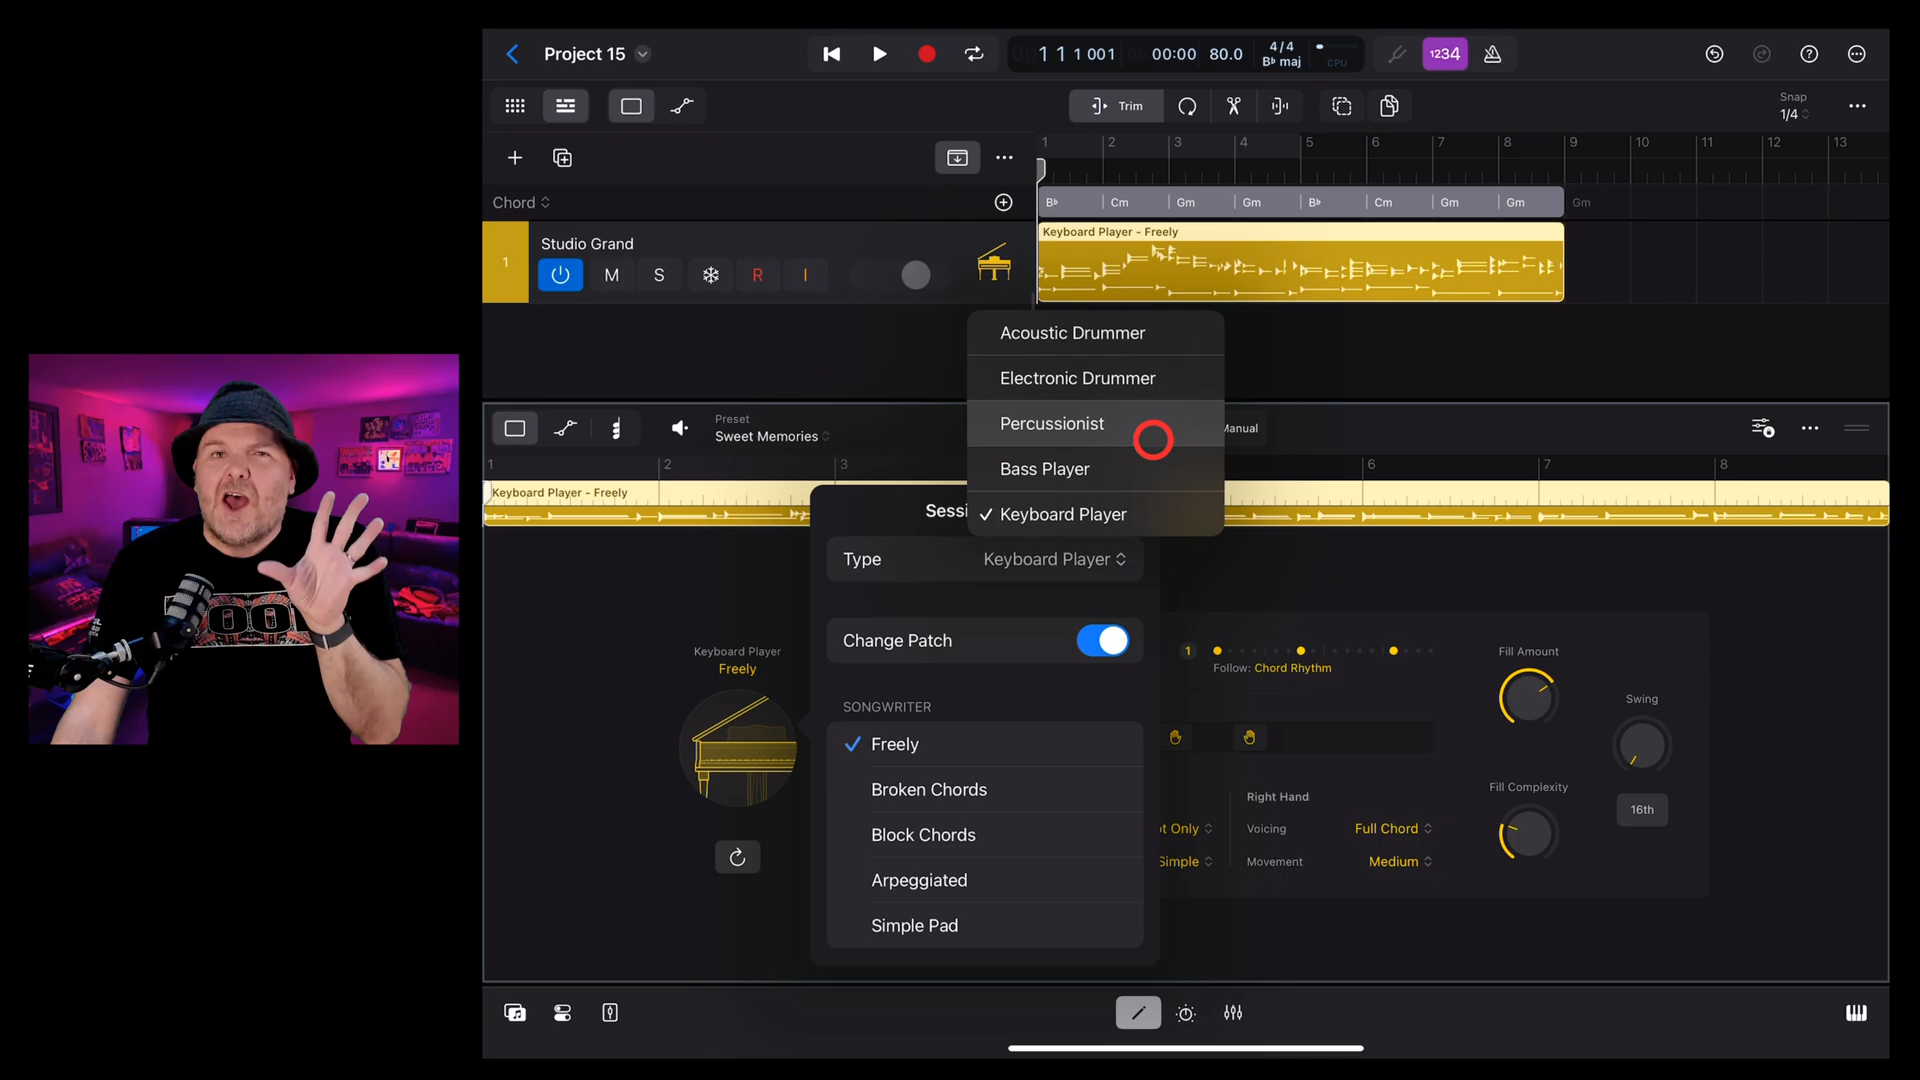 Project 15
1 1 1 001
00:00
80.0
4/4
B♭ maj
CPU
1234
Trim
Snap
1/4
1 2 3 4 5 6 7 8 9 10 11 12 13
Chord
B♭ Cm Gm Gm B♭ Cm Gm Gm Gm
1
Studio Grand
M S R I
Keyboard Player - Freely
Acoustic Drummer
Electronic Drummer
Percussionist
Bass Player
Keyboard Player
Preset
Sweet Memories
Manual
1 2 3 6 7 8
Keyboard Player - Freely
Sessi
Type Keyboard Player
Change Patch
SONGWRITER
Freely
Broken Chords
Block Chords
Arpeggiated
Simple Pad
Keyboard Player
Freely
1
Follow: Chord Rhythm
Right Hand
Only
Voicing Full Chord
Simple
Movement Medium
Fill Amount
Fill Complexity
Swing
16th